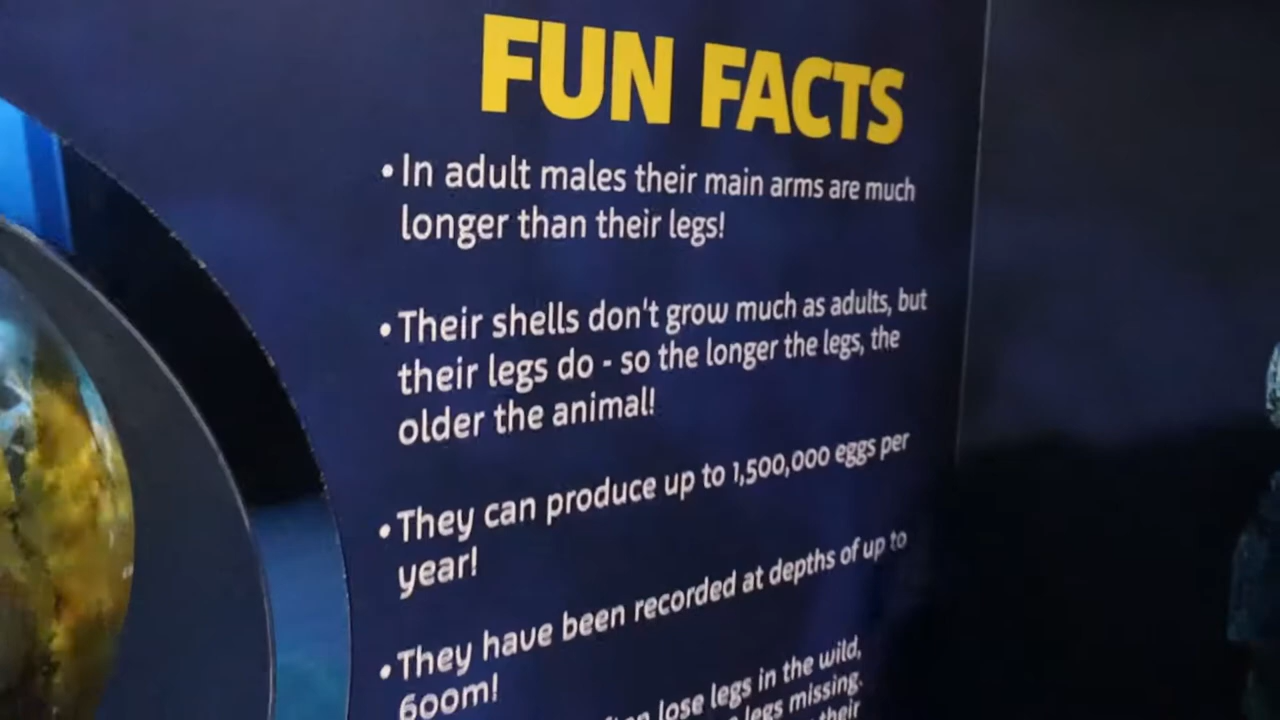 FUN FACTS
• In adult males their main arms are much
longer than their legs!
• Their shells don't grow much as adults, but
their legs do - so the longer the legs, the
older the animal!
• They can produce up to 1,500,000 eggs per
year!
• They have been recorded at depths of up to
600m!
lose legs in the wild,
legs missing.
their